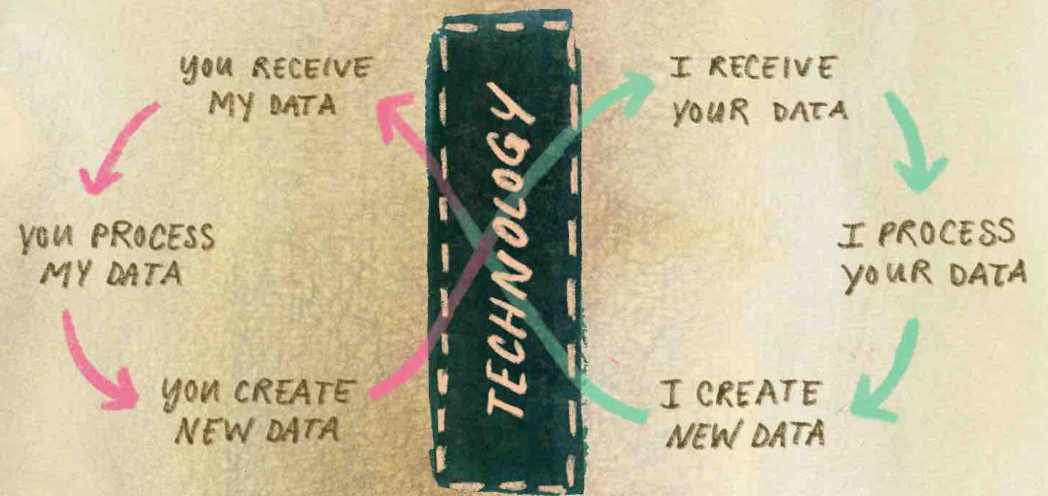 YOU RECEIVE
MY DATA
YOU PROCESS
MY DATA
YOU CREATE
NEW DATA
TECHNOLOGY
I RECEIVE
YOUR DATA
I PROCESS
YOUR DATA
I CREATE
NEW DATA